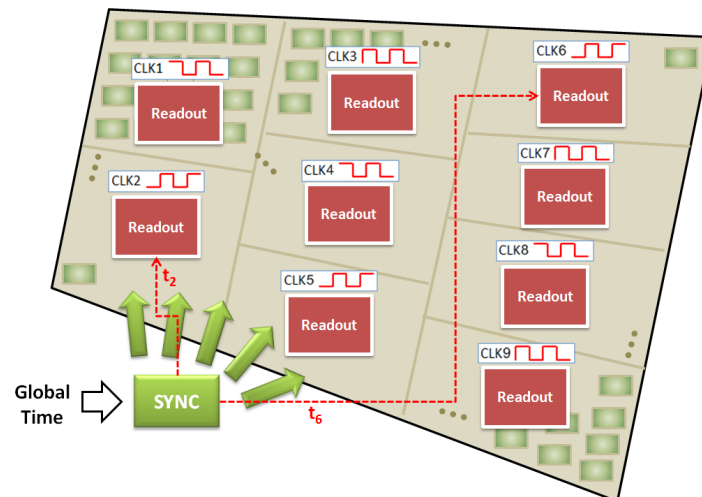 CLK1
Readout
CLK3
Readout
CLK6
Readout
CLK2
Readout
CLK4
Readout
CLK7
Readout
CLK5
Readout
CLK8
Readout
CLK9
Readout
t2
t6
Global
Time
SYNC